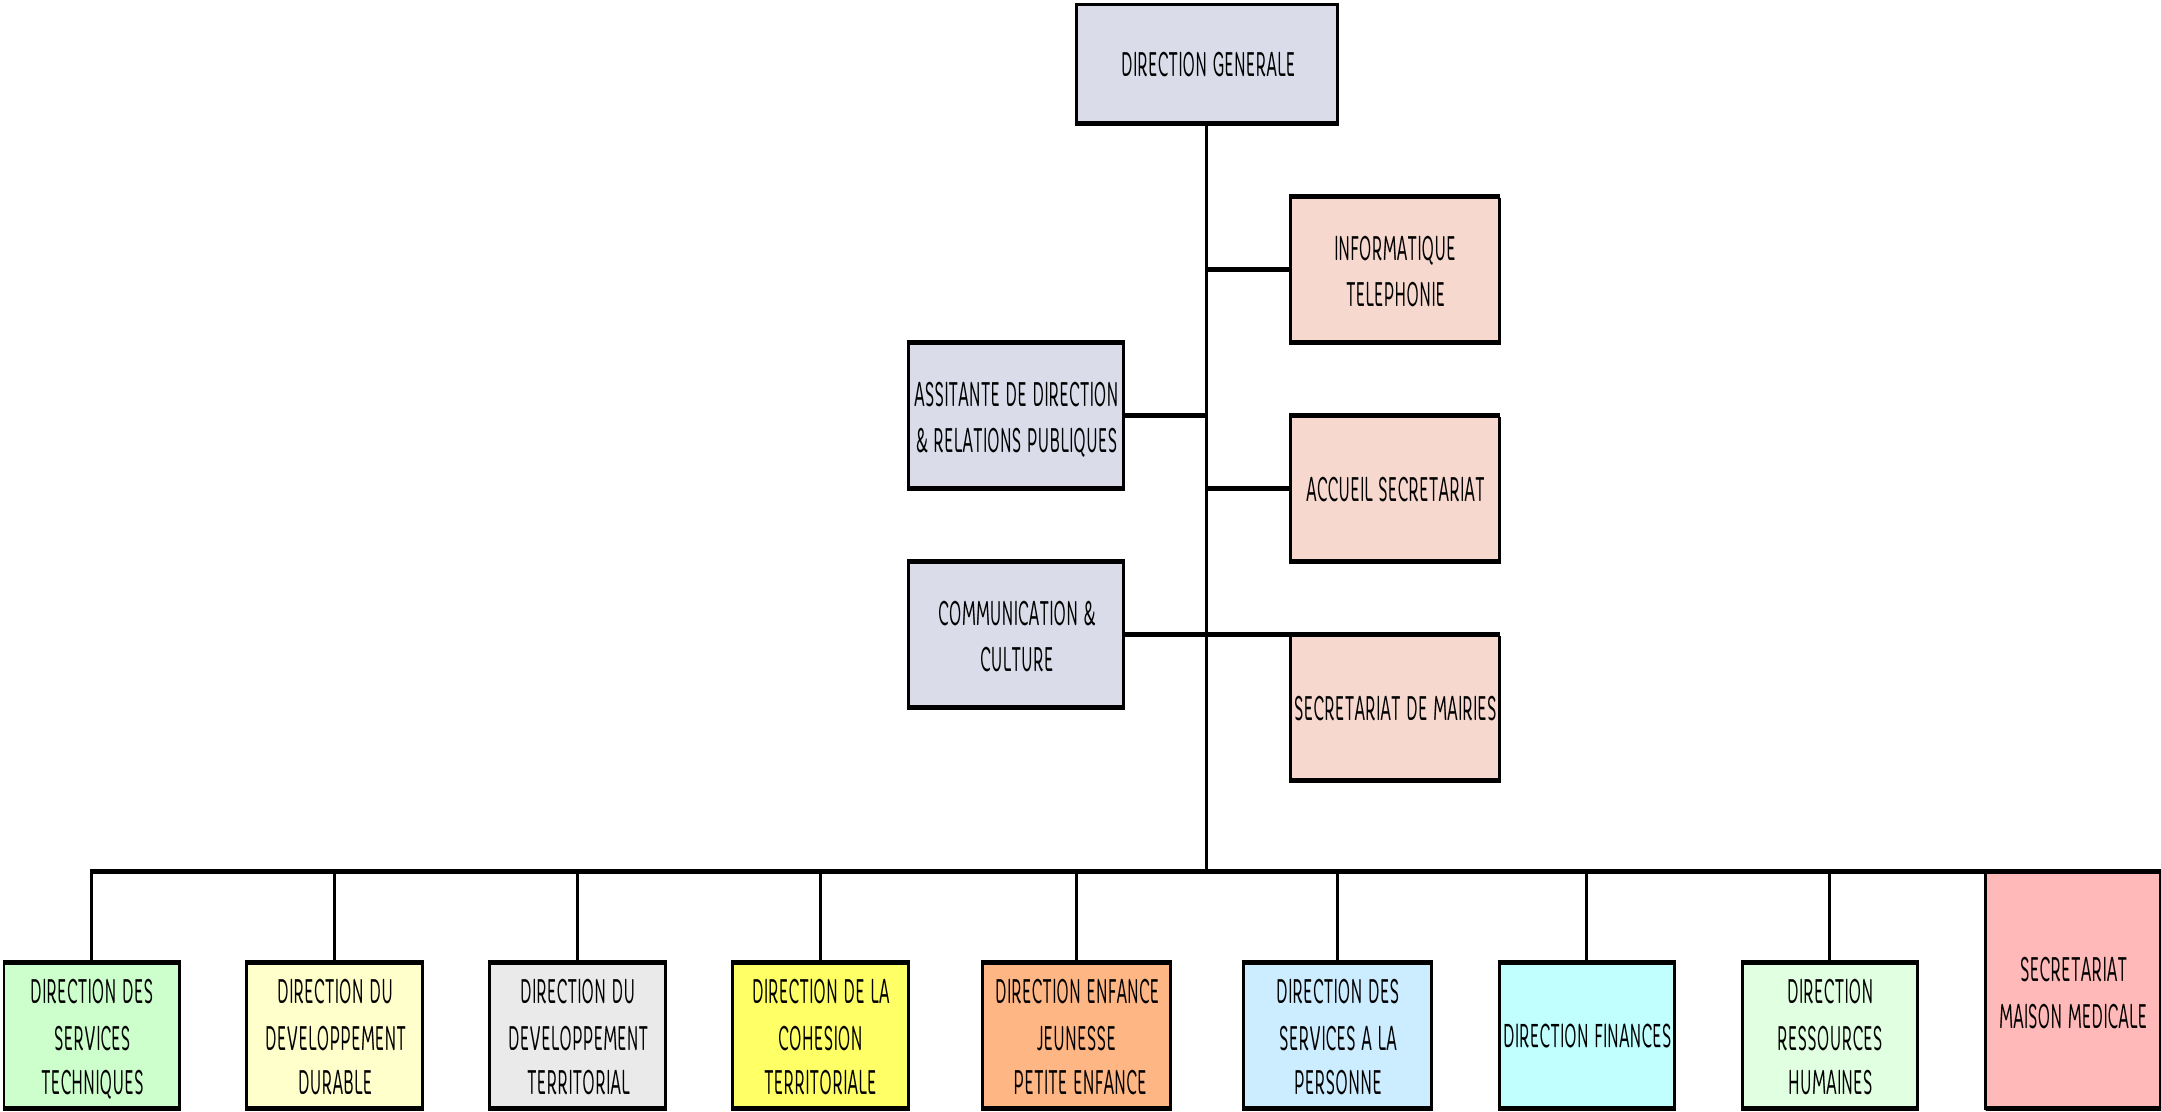 DIRECTION GENERALE
INFORMATIQUE
TELEPHONIE
ASSITANTE DE DIRECTION
& RELATIONS PUBLIQUES
ACCUEIL SECRETARIAT
COMMUNICATION &
CULTURE
SECRETARIAT DE MAIRIES
DIRECTION DES
SERVICES
TECHNIQUES
DIRECTION DU
DEVELOPPEMENT
DURABLE
DIRECTION DU
DEVELOPPEMENT
TERRITORIAL
DIRECTION DE LA
COHESION
TERRITORIALE
DIRECTION ENFANCE
JEUNESSE
PETITE ENFANCE
DIRECTION DES
SERVICES A LA
PERSONNE
DIRECTION FINANCES
DIRECTION
RESSOURCES
HUMAINES
SECRETARIAT
MAISON MEDICALE